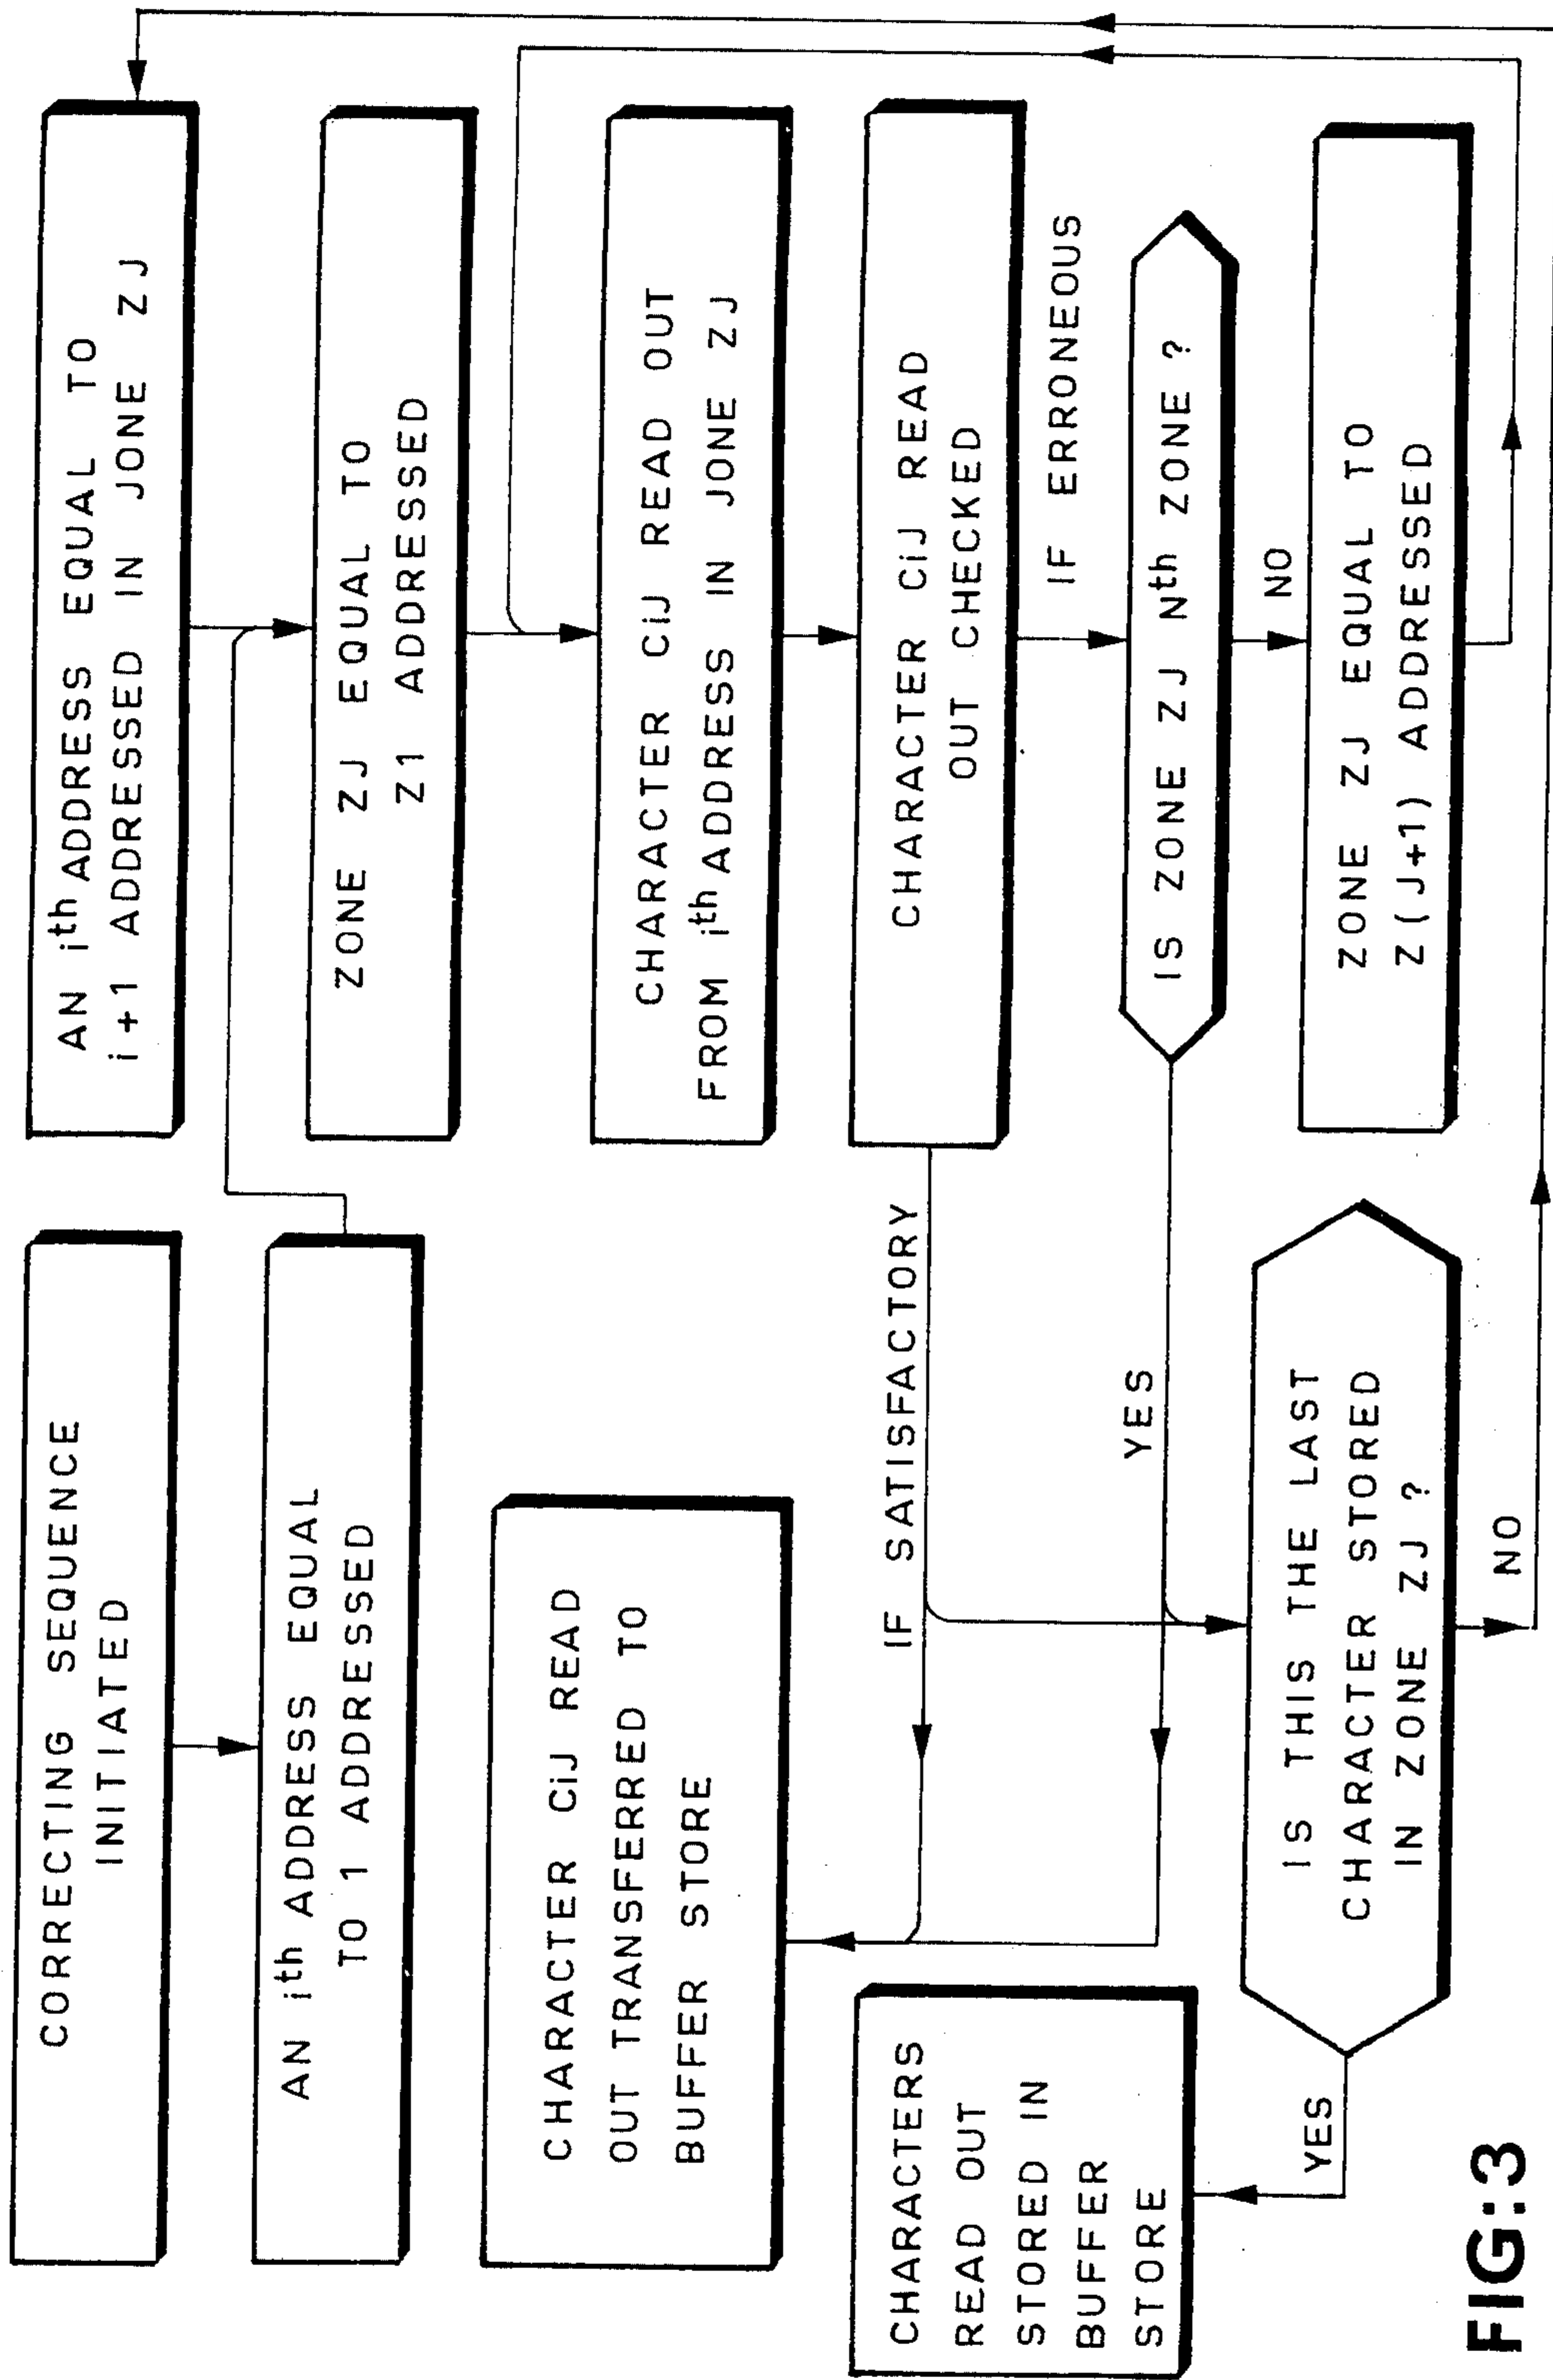 CORRECTING SEQUENCE
INITIATED
AN ith ADDRESS EQUAL
TO 1 ADDRESSED
CHARACTER CiJ READ
OUT TRANSFERRED TO
BUFFER STORE
CHARACTERS
READ OUT
STORED IN
BUFFER
STORE
YES
IS THIS THE LAST
CHARACTER STORED
IN ZONE ZJ ?
NO
IF SATISFACTORY
YES
AN ith ADDRESS EQUAL TO
i+1 ADDRESSED IN JONE ZJ
ZONE ZJ EQUAL TO
Z1 ADDRESSED
CHARACTER CiJ READ OUT
FROM ith ADDRESS IN JONE ZJ
CHARACTER CiJ READ
OUT CHECKED
IF ERRONEOUS
IS ZONE ZJ Nth ZONE ?
NO
ZONE ZJ EQUAL TO
Z(J+1) ADDRESSED
FIG:3